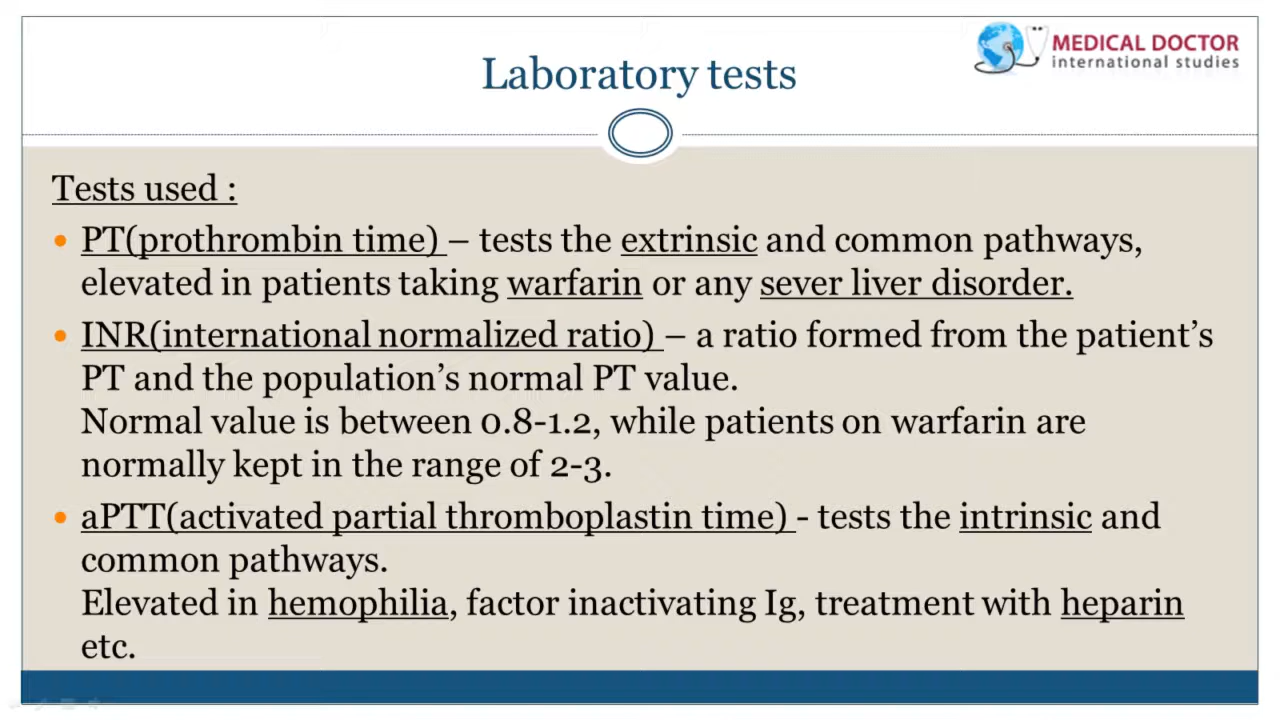 MEDICAL DOCTOR
international studies
Laboratory tests
Tests used :
• PT(prothrombin time) – tests the extrinsic and common pathways,
elevated in patients taking warfarin or any sever liver disorder.
• INR(international normalized ratio) – a ratio formed from the patient’s
PT and the population’s normal PT value.
Normal value is between 0.8-1.2, while patients on warfarin are
normally kept in the range of 2-3.
• aPTT(activated partial thromboplastin time) - tests the intrinsic and
common pathways.
Elevated in hemophilia, factor inactivating Ig, treatment with heparin
etc.